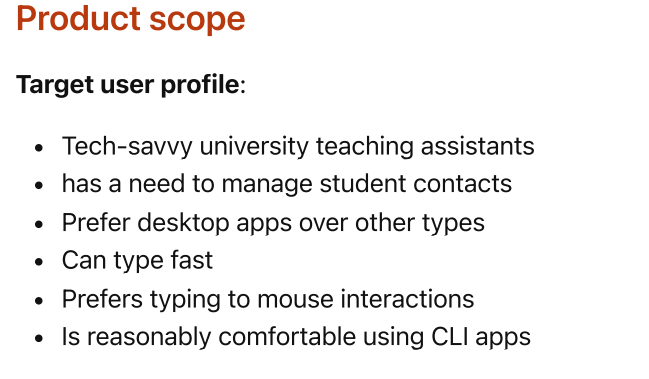 Product scope
Target user profile:
• Tech-savvy university teaching assistants
• has a need to manage student contacts
• Prefer desktop apps over other types
• Can type fast
• Prefers typing to mouse interactions
• Is reasonably comfortable using CLI apps